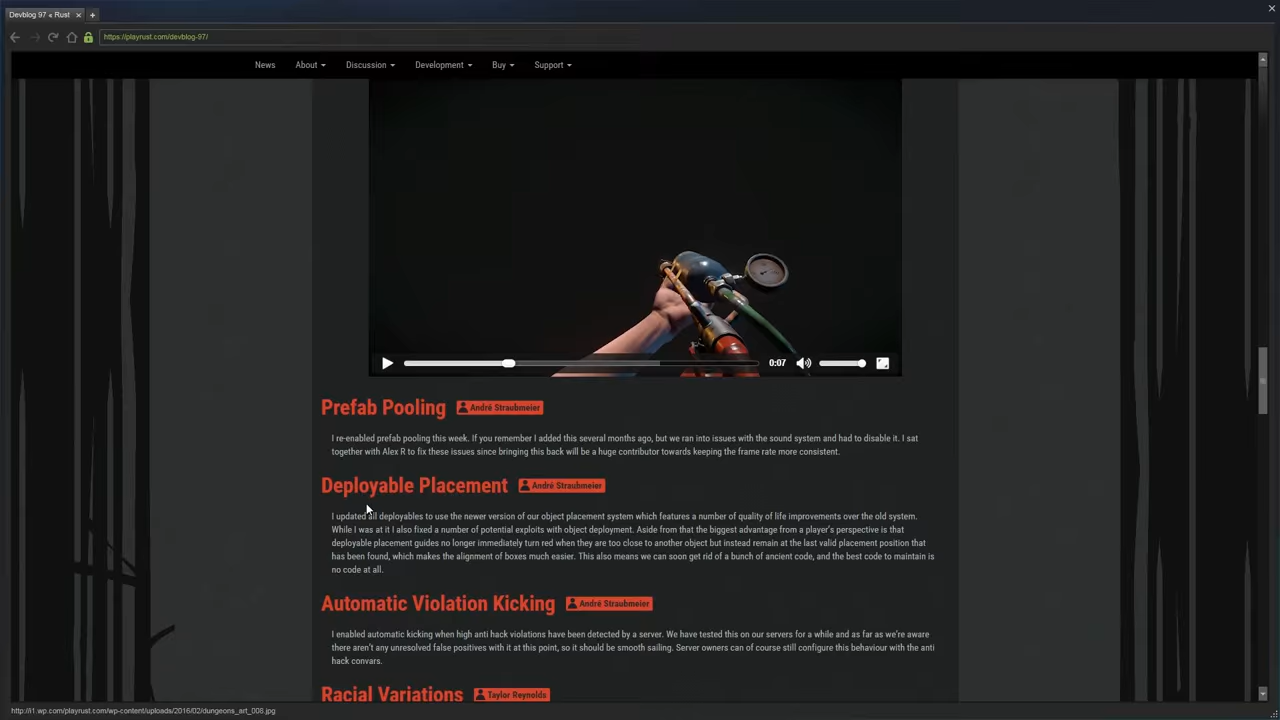 Devblog 97 « Rust
https://playrust.com/devblog-97/
News About Discussion Development Buy Support
0:07
Prefab Pooling André Straubmeier
I re-enabled prefab pooling this week. If you remember I added this several months ago, but we ran into issues with the sound system and had to disable it. I sat
together with Alex R to fix these issues since bringing this back will be a huge contributor towards keeping the frame rate more consistent.
Deployable Placement André Straubmeier
I updated all deployables to use the newer version of our object placement system which features a number of quality of life improvements over the old system.
While I was at it I also fixed a number of potential exploits with object deployment. Aside from that the biggest advantage from a player's perspective is that
deployable placement guides no longer immediately turn red when they are too close to another object but instead remain at the last valid placement position that
has been found, which makes the alignment of boxes much easier. This also means we can soon get rid of a bunch of ancient code, and the best code to maintain is
no code at all.
Automatic Violation Kicking André Straubmeier
I enabled automatic kicking when high anti hack violations have been detected by a server. We have tested this on our servers for a while and as far as we're aware
there aren't any unresolved false positives with it at this point, so it should be smooth sailing. Server owners can of course still configure this behaviour with the anti
hack convars.
Racial Variations Taylor Reynolds
http://i1.wp.com/playrust.com/wp-content/uploads/2016/02/dungeons_art_008.jpg